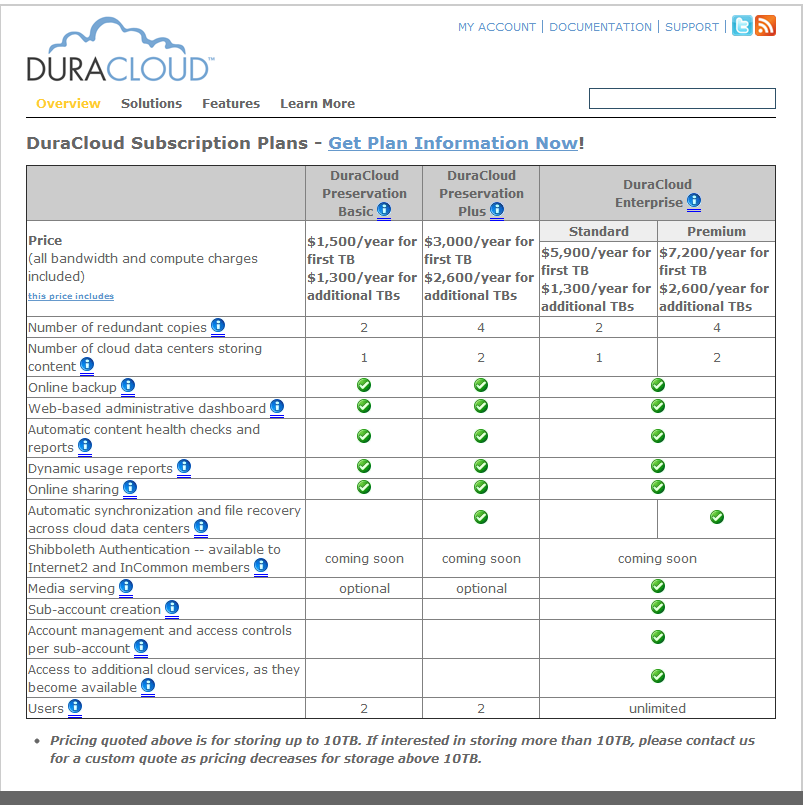 MY ACCOUNT | DOCUMENTATION | SUPPORT |
DURACLOUD™
Overview Solutions Features Learn More
DuraCloud Subscription Plans - Get Plan Information Now!
DuraCloud Preservation Basic
DuraCloud Preservation Plus
DuraCloud Enterprise
Standard Premium
Price
(all bandwidth and compute charges
included)
this price includes
$1,500/year for
first TB
$1,300/year for
additional TBs
$3,000/year for
first TB
$2,600/year for
additional TBs
$5,900/year for
first TB
$1,300/year for
additional TBs
$7,200/year for
first TB
$2,600/year for
additional TBs
Number of redundant copies 2 4 2 4
Number of cloud data centers storing
content 1 2 1 2
Online backup
Web-based administrative dashboard
Automatic content health checks and
reports
Dynamic usage reports
Online sharing
Automatic synchronization and file recovery
across cloud data centers
Shibboleth Authentication -- available to
Internet2 and InCommon members coming soon coming soon coming soon
Media serving optional optional
Sub-account creation
Account management and access controls
per sub-account
Access to additional cloud services, as they
become available
Users 2 2 unlimited
• Pricing quoted above is for storing up to 10TB. If interested in storing more than 10TB, please contact us
for a custom quote as pricing decreases for storage above 10TB.